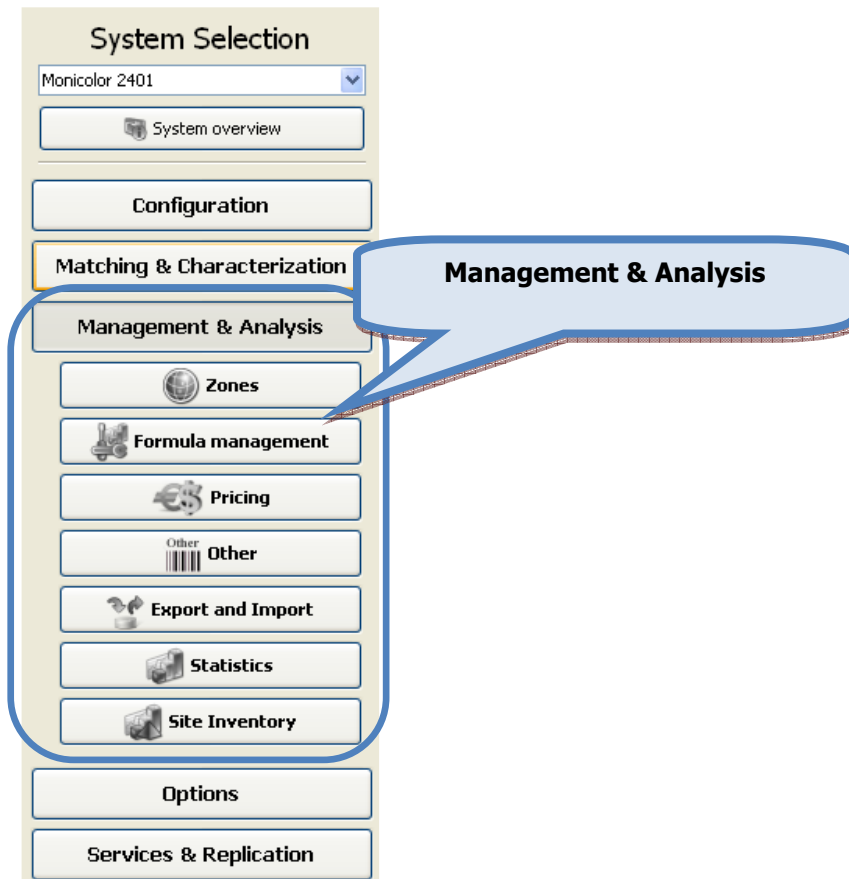 System Selection
Monicolor 2401
System overview
Configuration
Matching & Characterization
Management & Analysis
Management & Analysis
Zones
Formula management
€$ Pricing
Other
Other
Export and Import
Statistics
Site Inventory
Options
Services & Replication